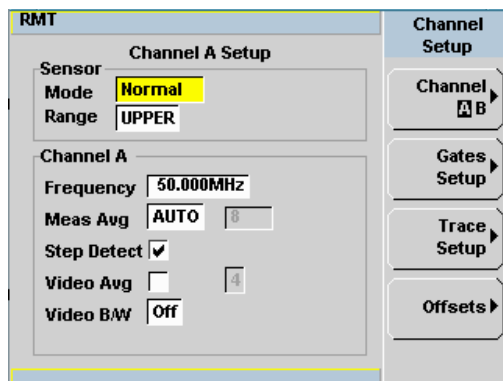 RMT
Channel A Setup
Sensor
Mode Normal
Range UPPER
Channel A
Frequency 50.000MHz
Meas Avg AUTO 8
Step Detect
Video Avg 4
Video B/W Off
Channel
Setup
Channel
A B
Gates
Setup
Trace
Setup
Offsets